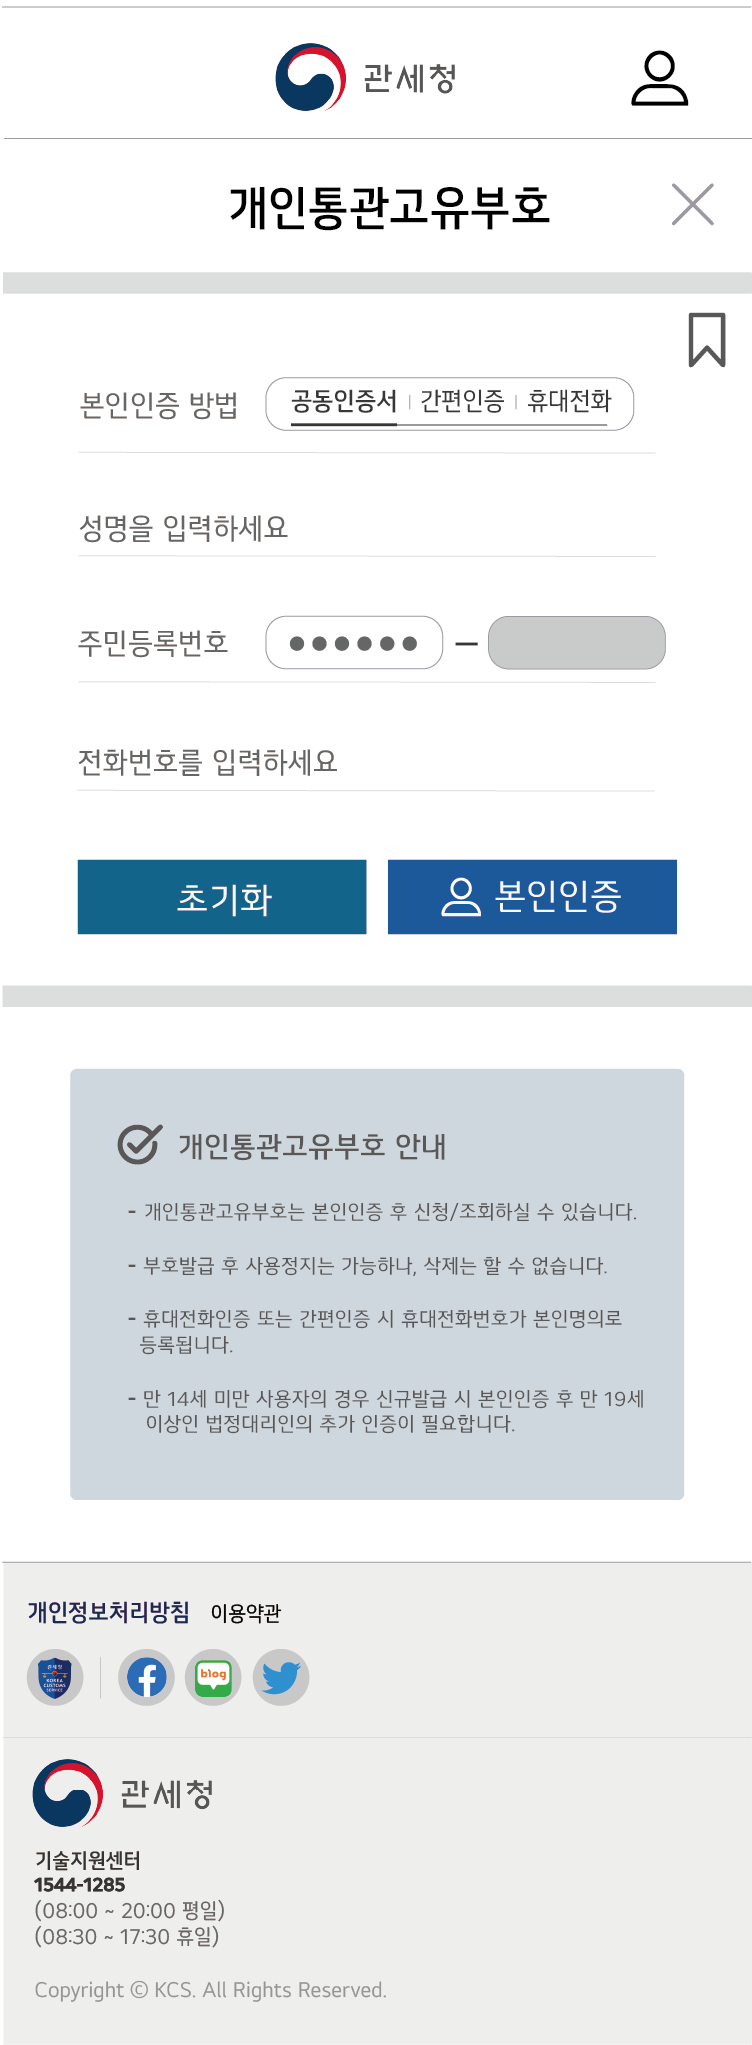 관세청
개인통관고유부호
본인인증 방법 공동인증서 간편인증 휴대전화
성명을 입력하세요
주민등록번호 ●●●●●● –
전화번호를 입력하세요
초기화 본인인증
개인통관고유부호 안내
- 개인통관고유부호는 본인인증 후 신청/조회하실 수 있습니다.
- 부호발급 후 사용정지는 가능하나, 삭제는 할 수 없습니다.
- 휴대전화인증 또는 간편인증 시 휴대전화번호가 본인명의로
등록됩니다.
- 만 14세 미만 사용자의 경우 신규발급 시 본인인증 후 만 19세
이상인 법정대리인의 추가 인증이 필요합니다.
개인정보처리방침 이용약관
관세청
KOREA
CUSTOMS
SERVICE
blog
관세청
기술지원센터
1544-1285
(08:00 ~ 20:00 평일)
(08:30 ~ 17:30 휴일)
Copyright © KCS. All Rights Reserved.